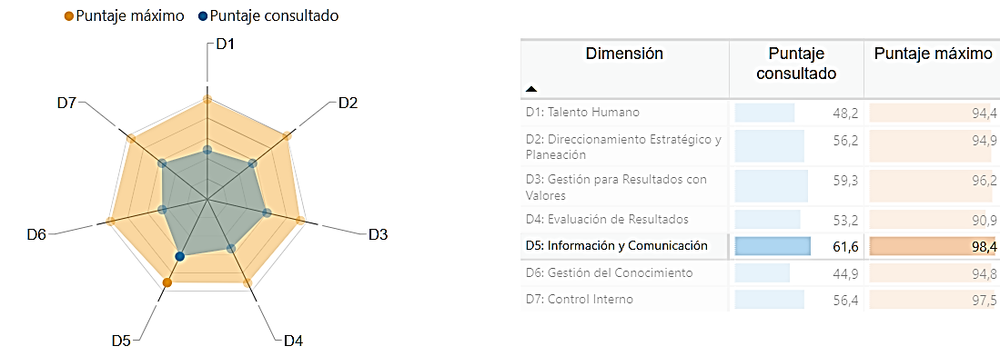 Puntaje máximo Puntaje consultado
D1
D2
D3
D4
D5
D6
D7
Dimensión Puntaje consultado Puntaje máximo
D1: Talento Humano 48,2 94,4
D2: Direccionamiento Estratégico y
Planeación 56,2 94,9
D3: Gestión para Resultados con
Valores 59,3 96,2
D4: Evaluación de Resultados 53,2 90,9
D5: Información y Comunicación 61,6 98,4
D6: Gestión del Conocimiento 44,9 94,8
D7: Control Interno 56,4 97,5